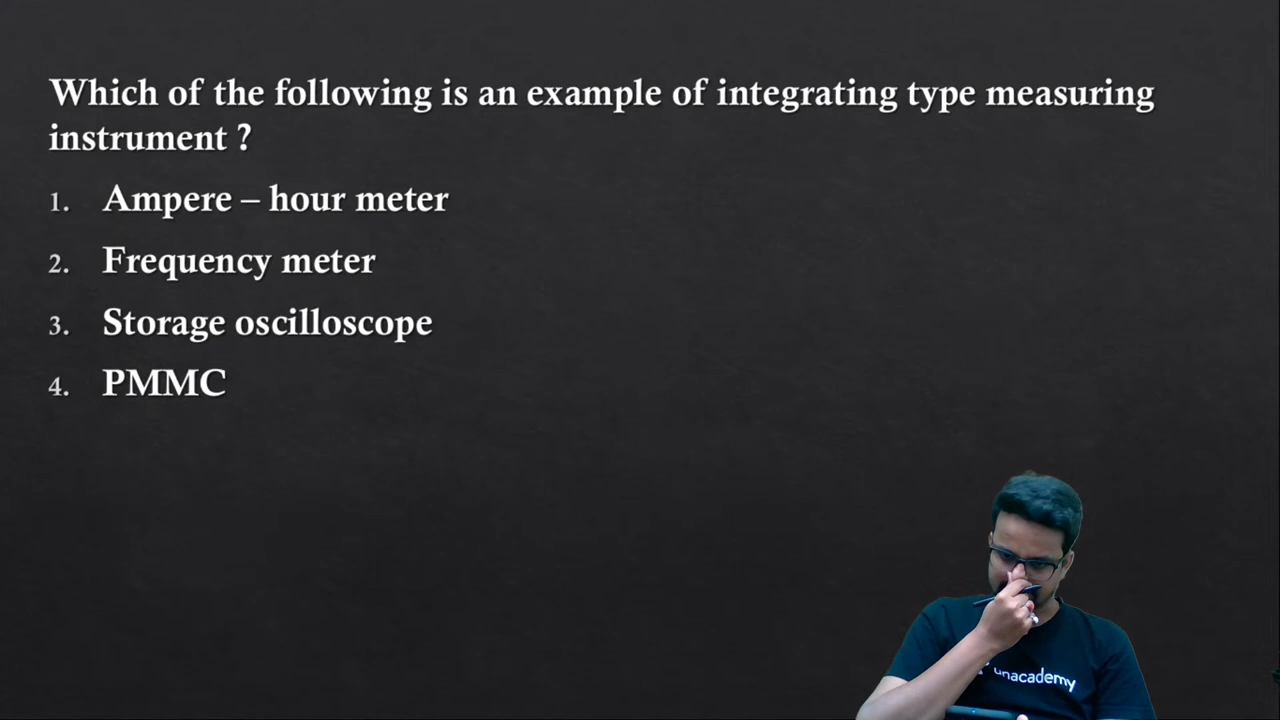 Which of the following is an example of integrating type measuring
instrument ?
1. Ampere – hour meter
2. Frequency meter
3. Storage oscilloscope
4. PMMC
unacademy